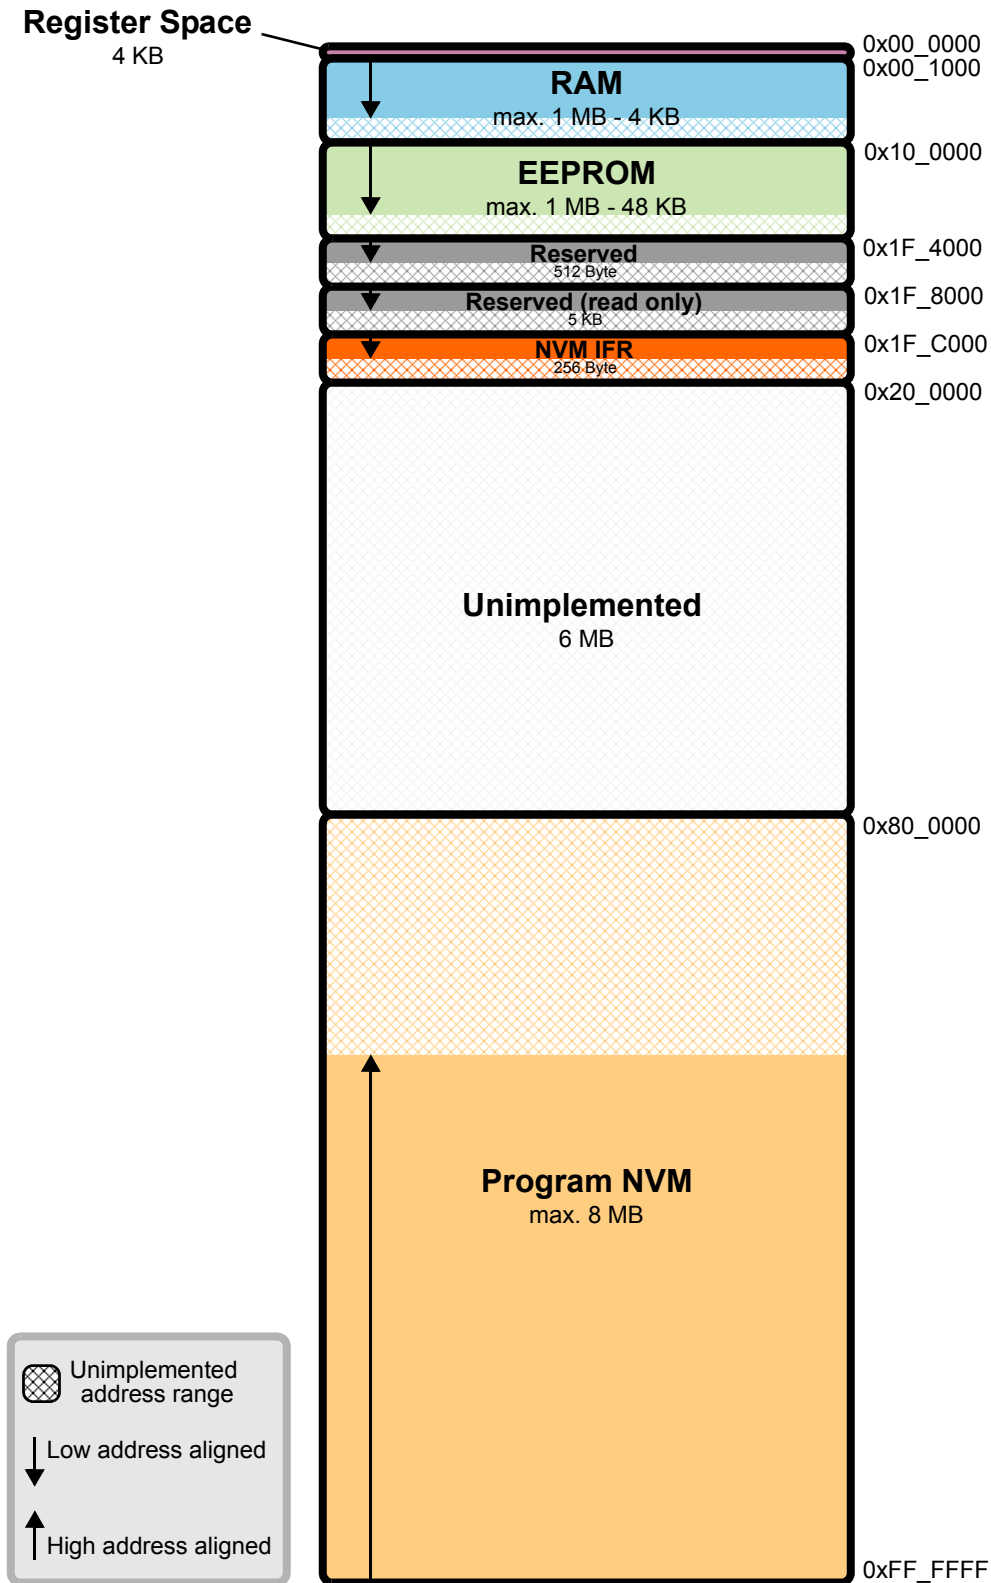 Register Space
4 KB
0x00_0000
0x00_1000
RAM
max. 1 MB - 4 KB
0x10_0000
EEPROM
max. 1 MB - 48 KB
0x1F_4000
Reserved
512 Byte
0x1F_8000
Reserved (read only)
5 KB
0x1F_C000
NVM IFR
256 Byte
0x20_0000
Unimplemented
6 MB
0x80_0000
Program NVM
max. 8 MB
0xFF_FFFF
Unimplemented
address range
Low address aligned
High address aligned